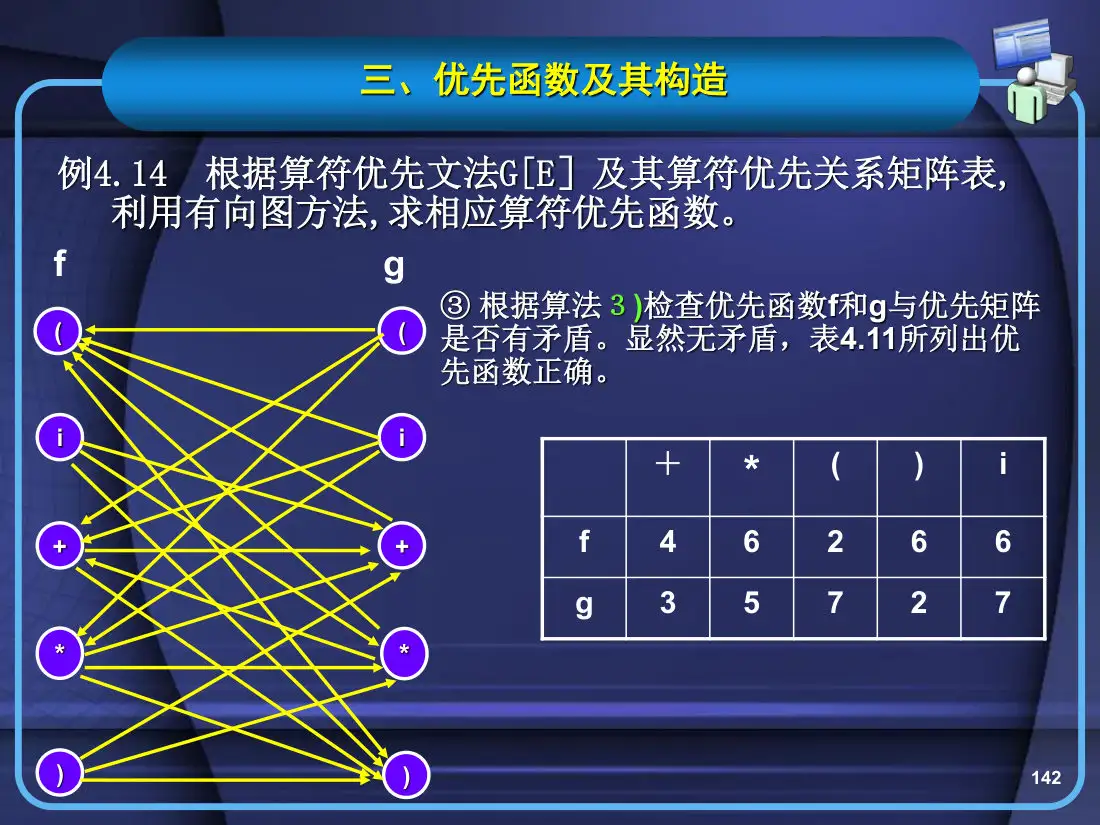 三、优先函数及其构造
例4.14 根据算符优先文法G[E] 及其算符优先关系矩阵表,
利用有向图方法,求相应算符优先函数。
f g
③ 根据算法 3)检查优先函数f和g与优先矩阵
是否有矛盾。显然无矛盾，表4.11所列出优
先函数正确。
( (
i i
+ +
* *
) )
＋ * ( ) i
f 4 6 2 6 6
g 3 5 7 2 7
142